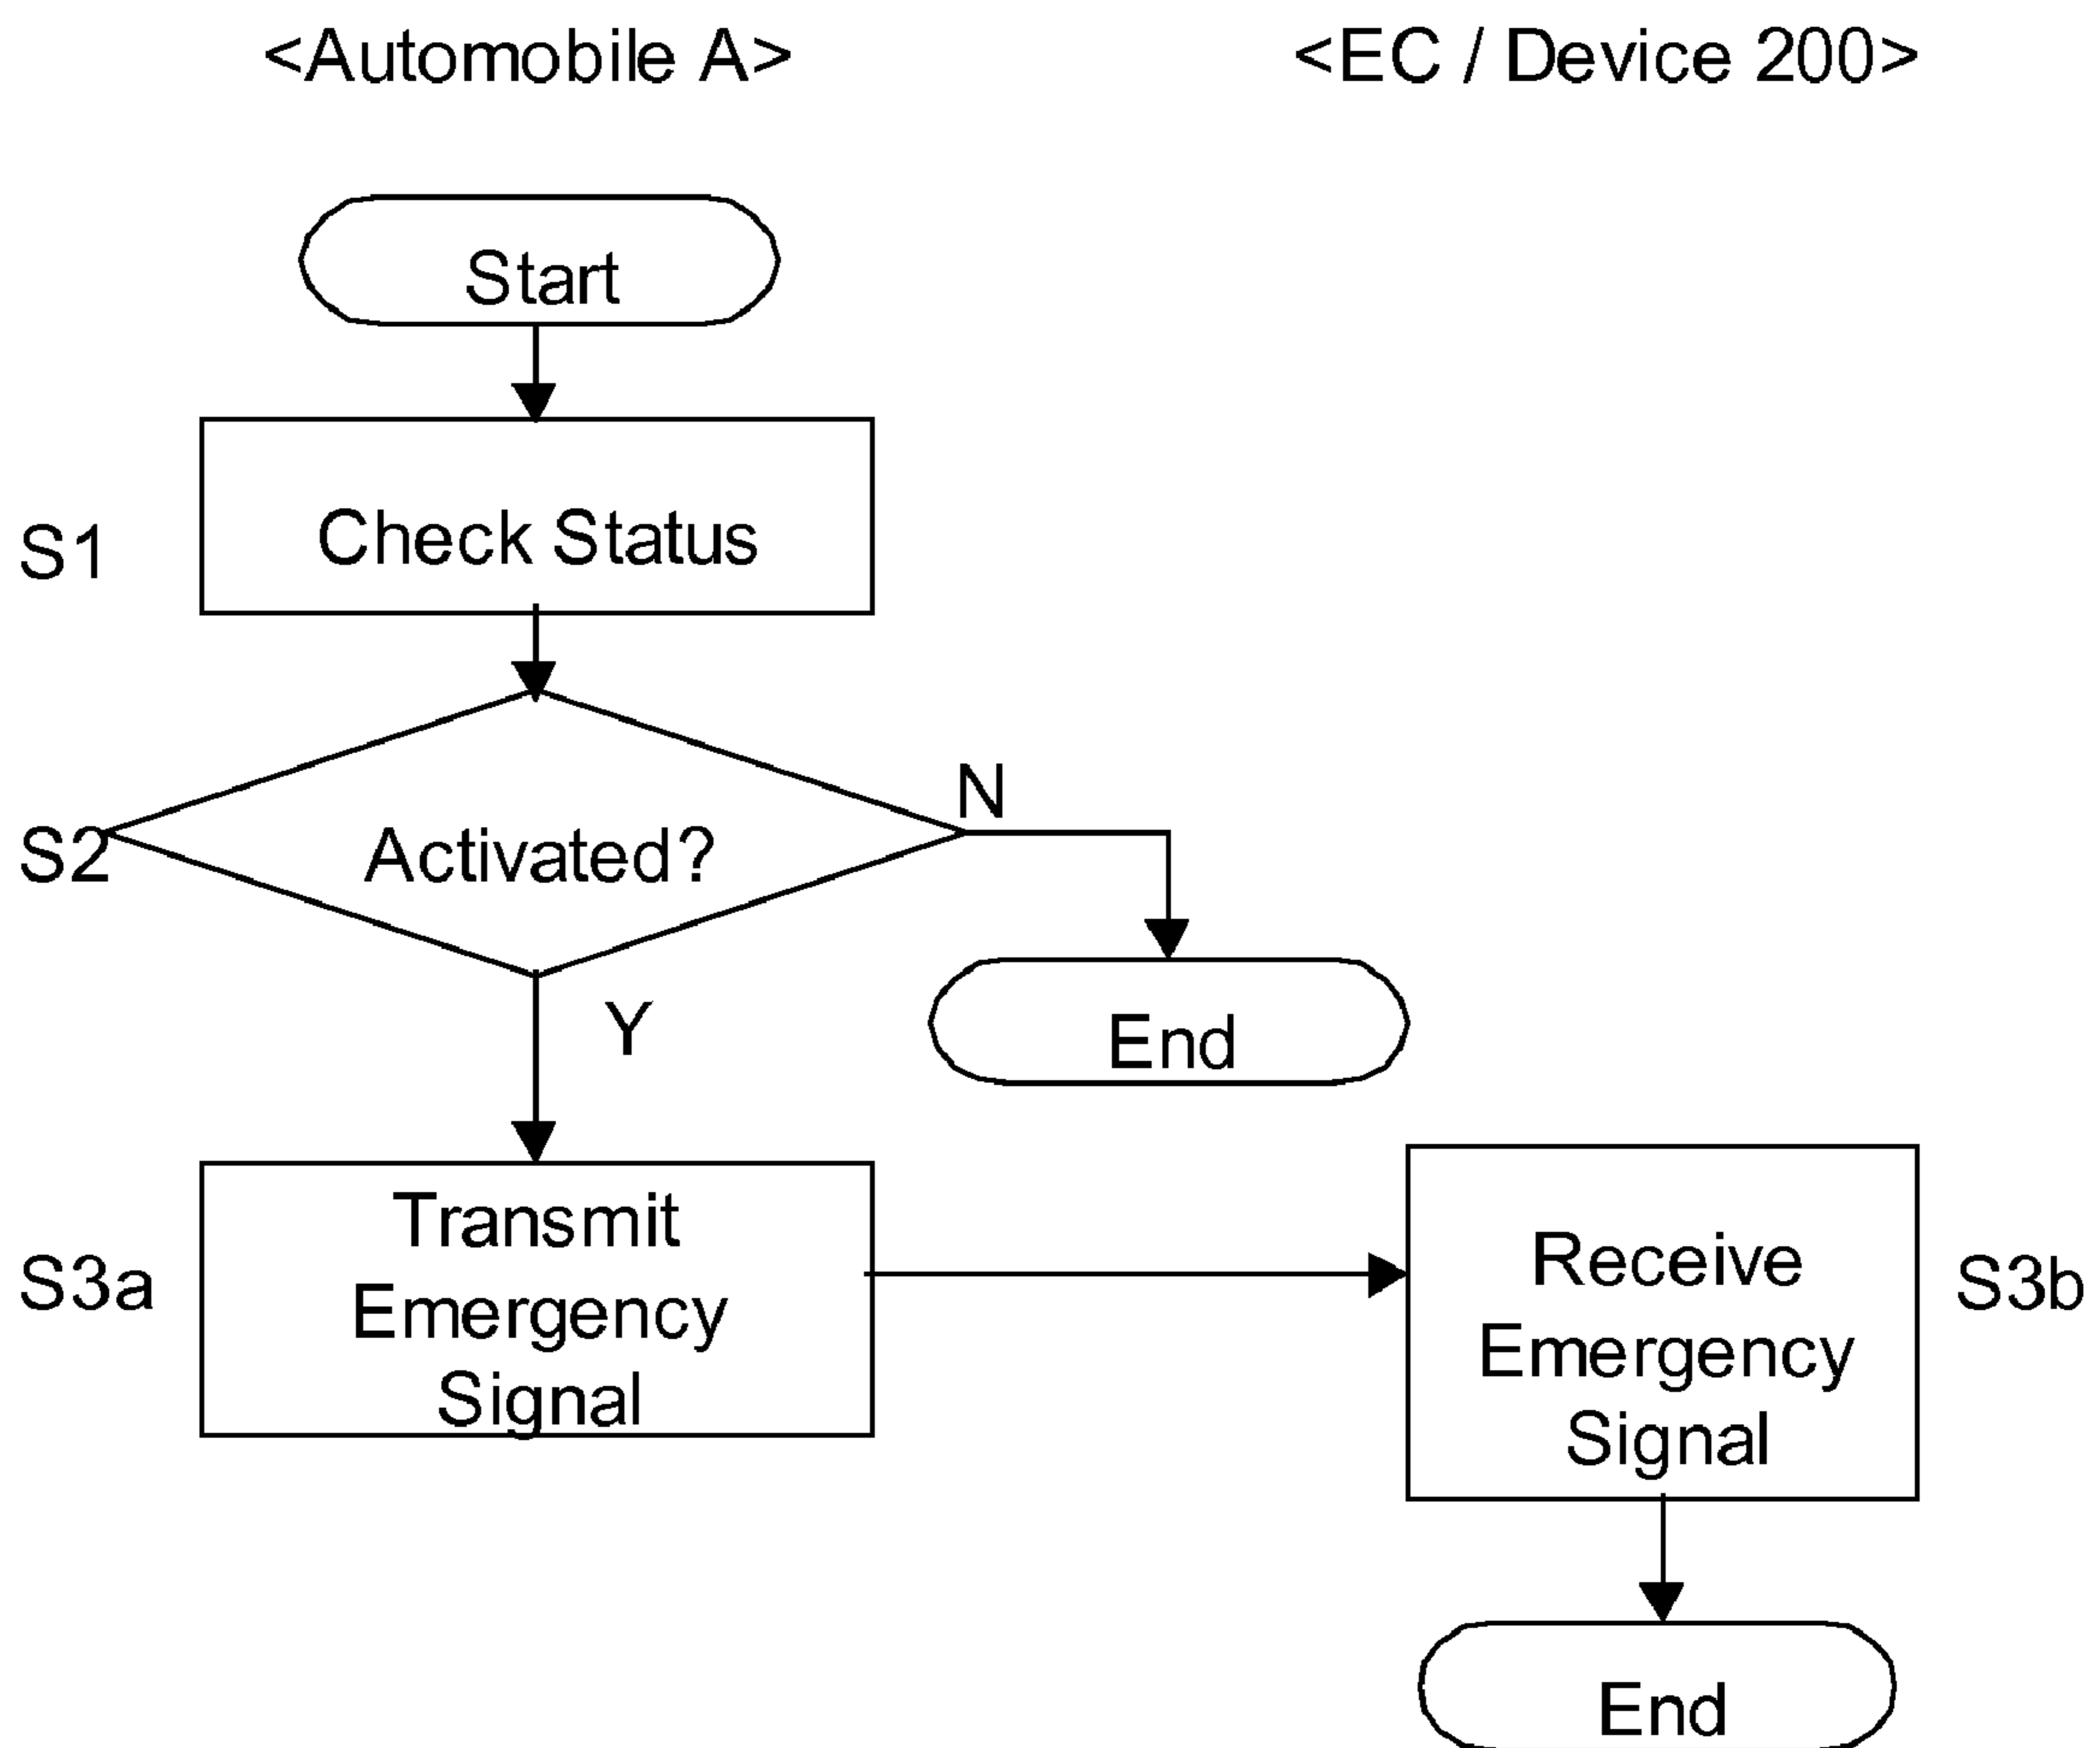 <Automobile A>
<EC / Device 200>
Start
S1
Check Status
S2
Activated?
N
Y
End
S3a
Transmit
Emergency
Signal
Receive
Emergency
Signal
S3b
End